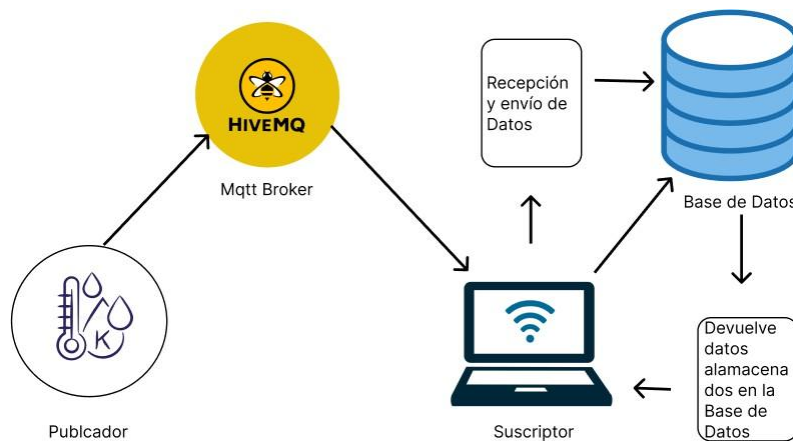 HIVEMQ
Mqtt Broker
K
Publcador
Recepción
y envío de
Datos
Base de Datos
Suscriptor
Devuelve
datos
alamacena
dos en la
Base de
Datos